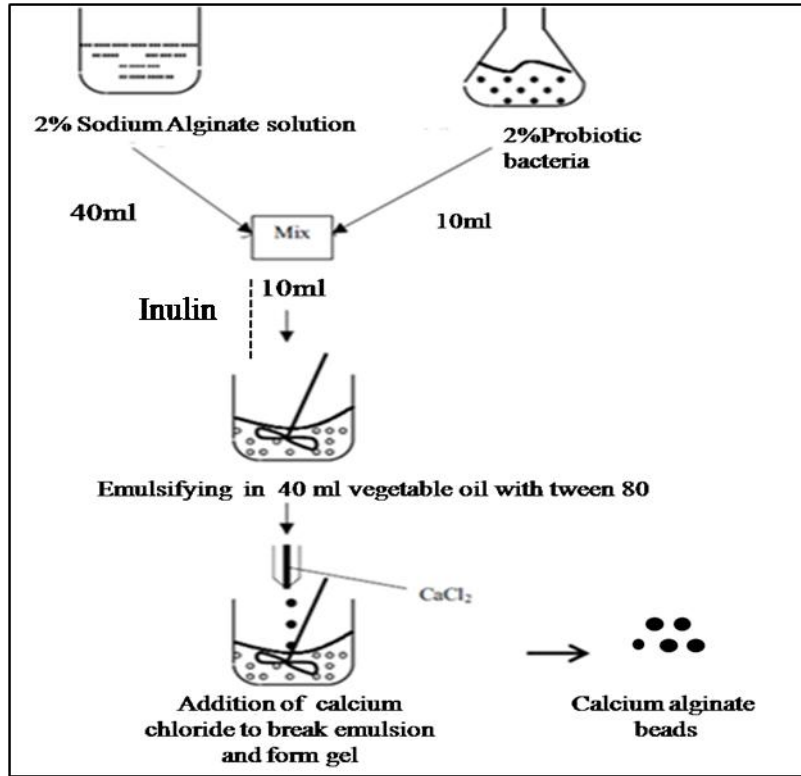 2% Sodium Alginate solution
2%Probiotic
bacteria
40ml
10ml
Mix
10ml
Inulin
Emulsifying in 40 ml vegetable oil with tween 80
CaCl₂
Addition of calcium
chloride to break emulsion
and form gel
Calcium alginate
beads